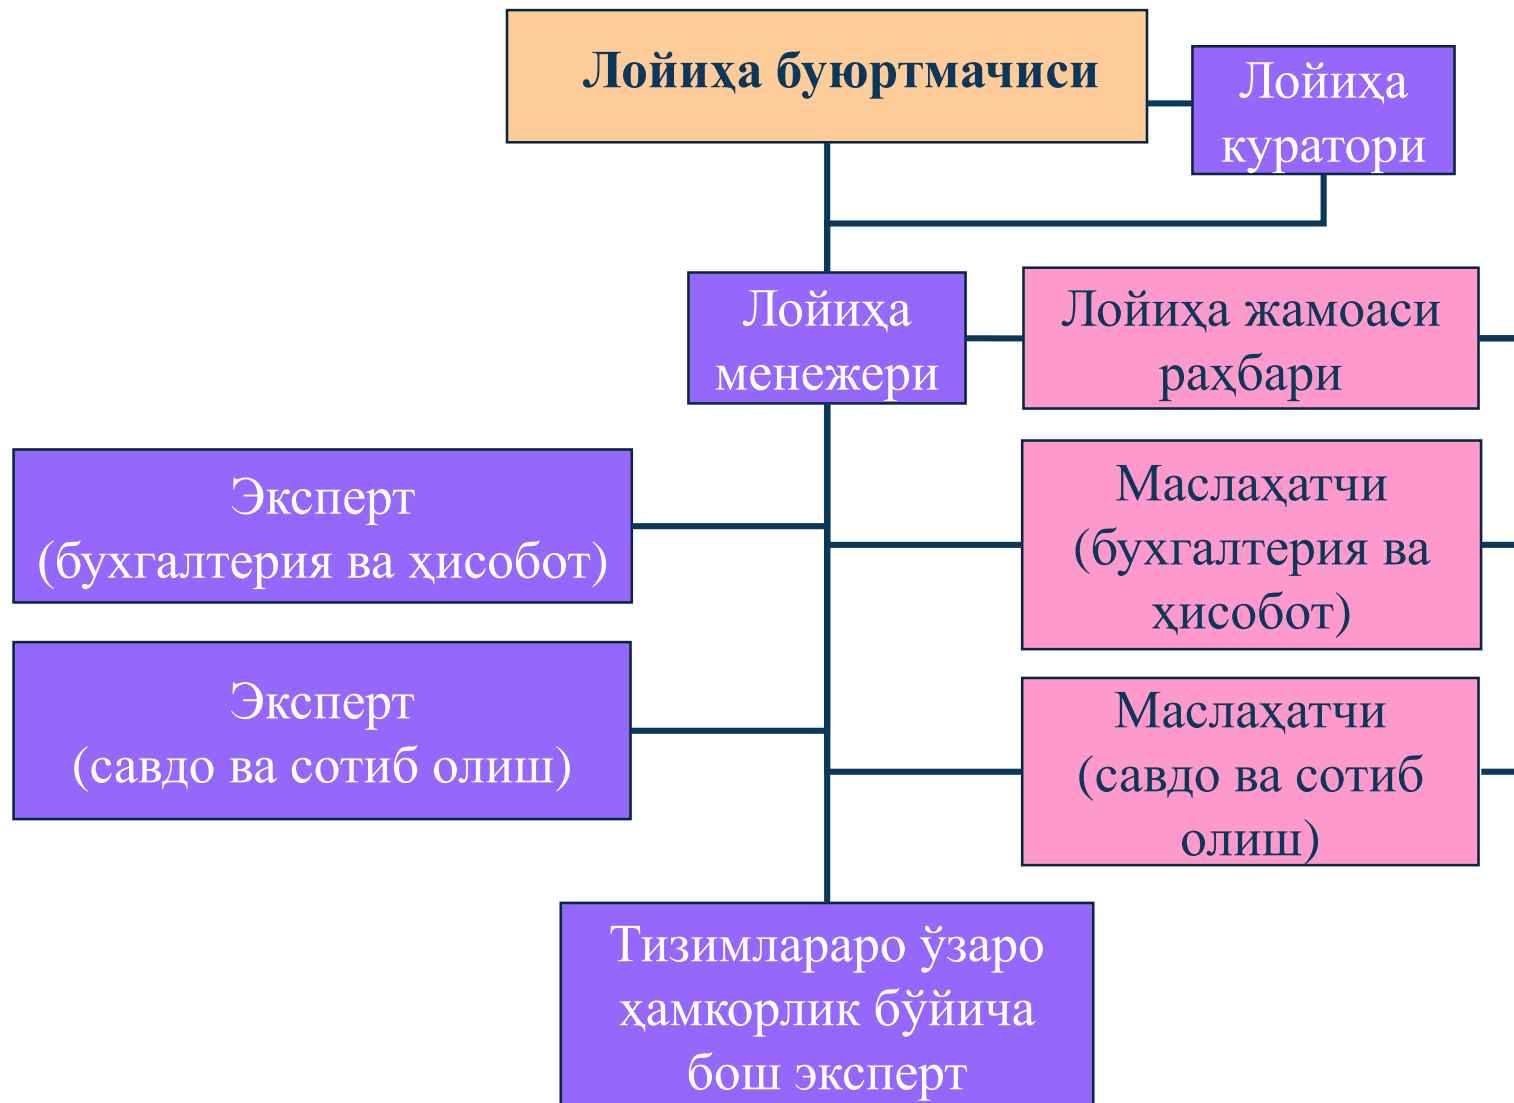 Лойиҳа буюртмачиси
Лойиҳа
куратори
Лойиҳа
менежери
Лойиҳа жамоаси
раҳбари
Эксперт
(бухгалтерия ва ҳисобот)
Маслаҳатчи
(бухгалтерия ва
ҳисобот)
Эксперт
(савдо ва сотиб олиш)
Маслаҳатчи
(савдо ва сотиб
олиш)
Тизимлараро ўзаро
ҳамкорлик бўйича
бош эксперт